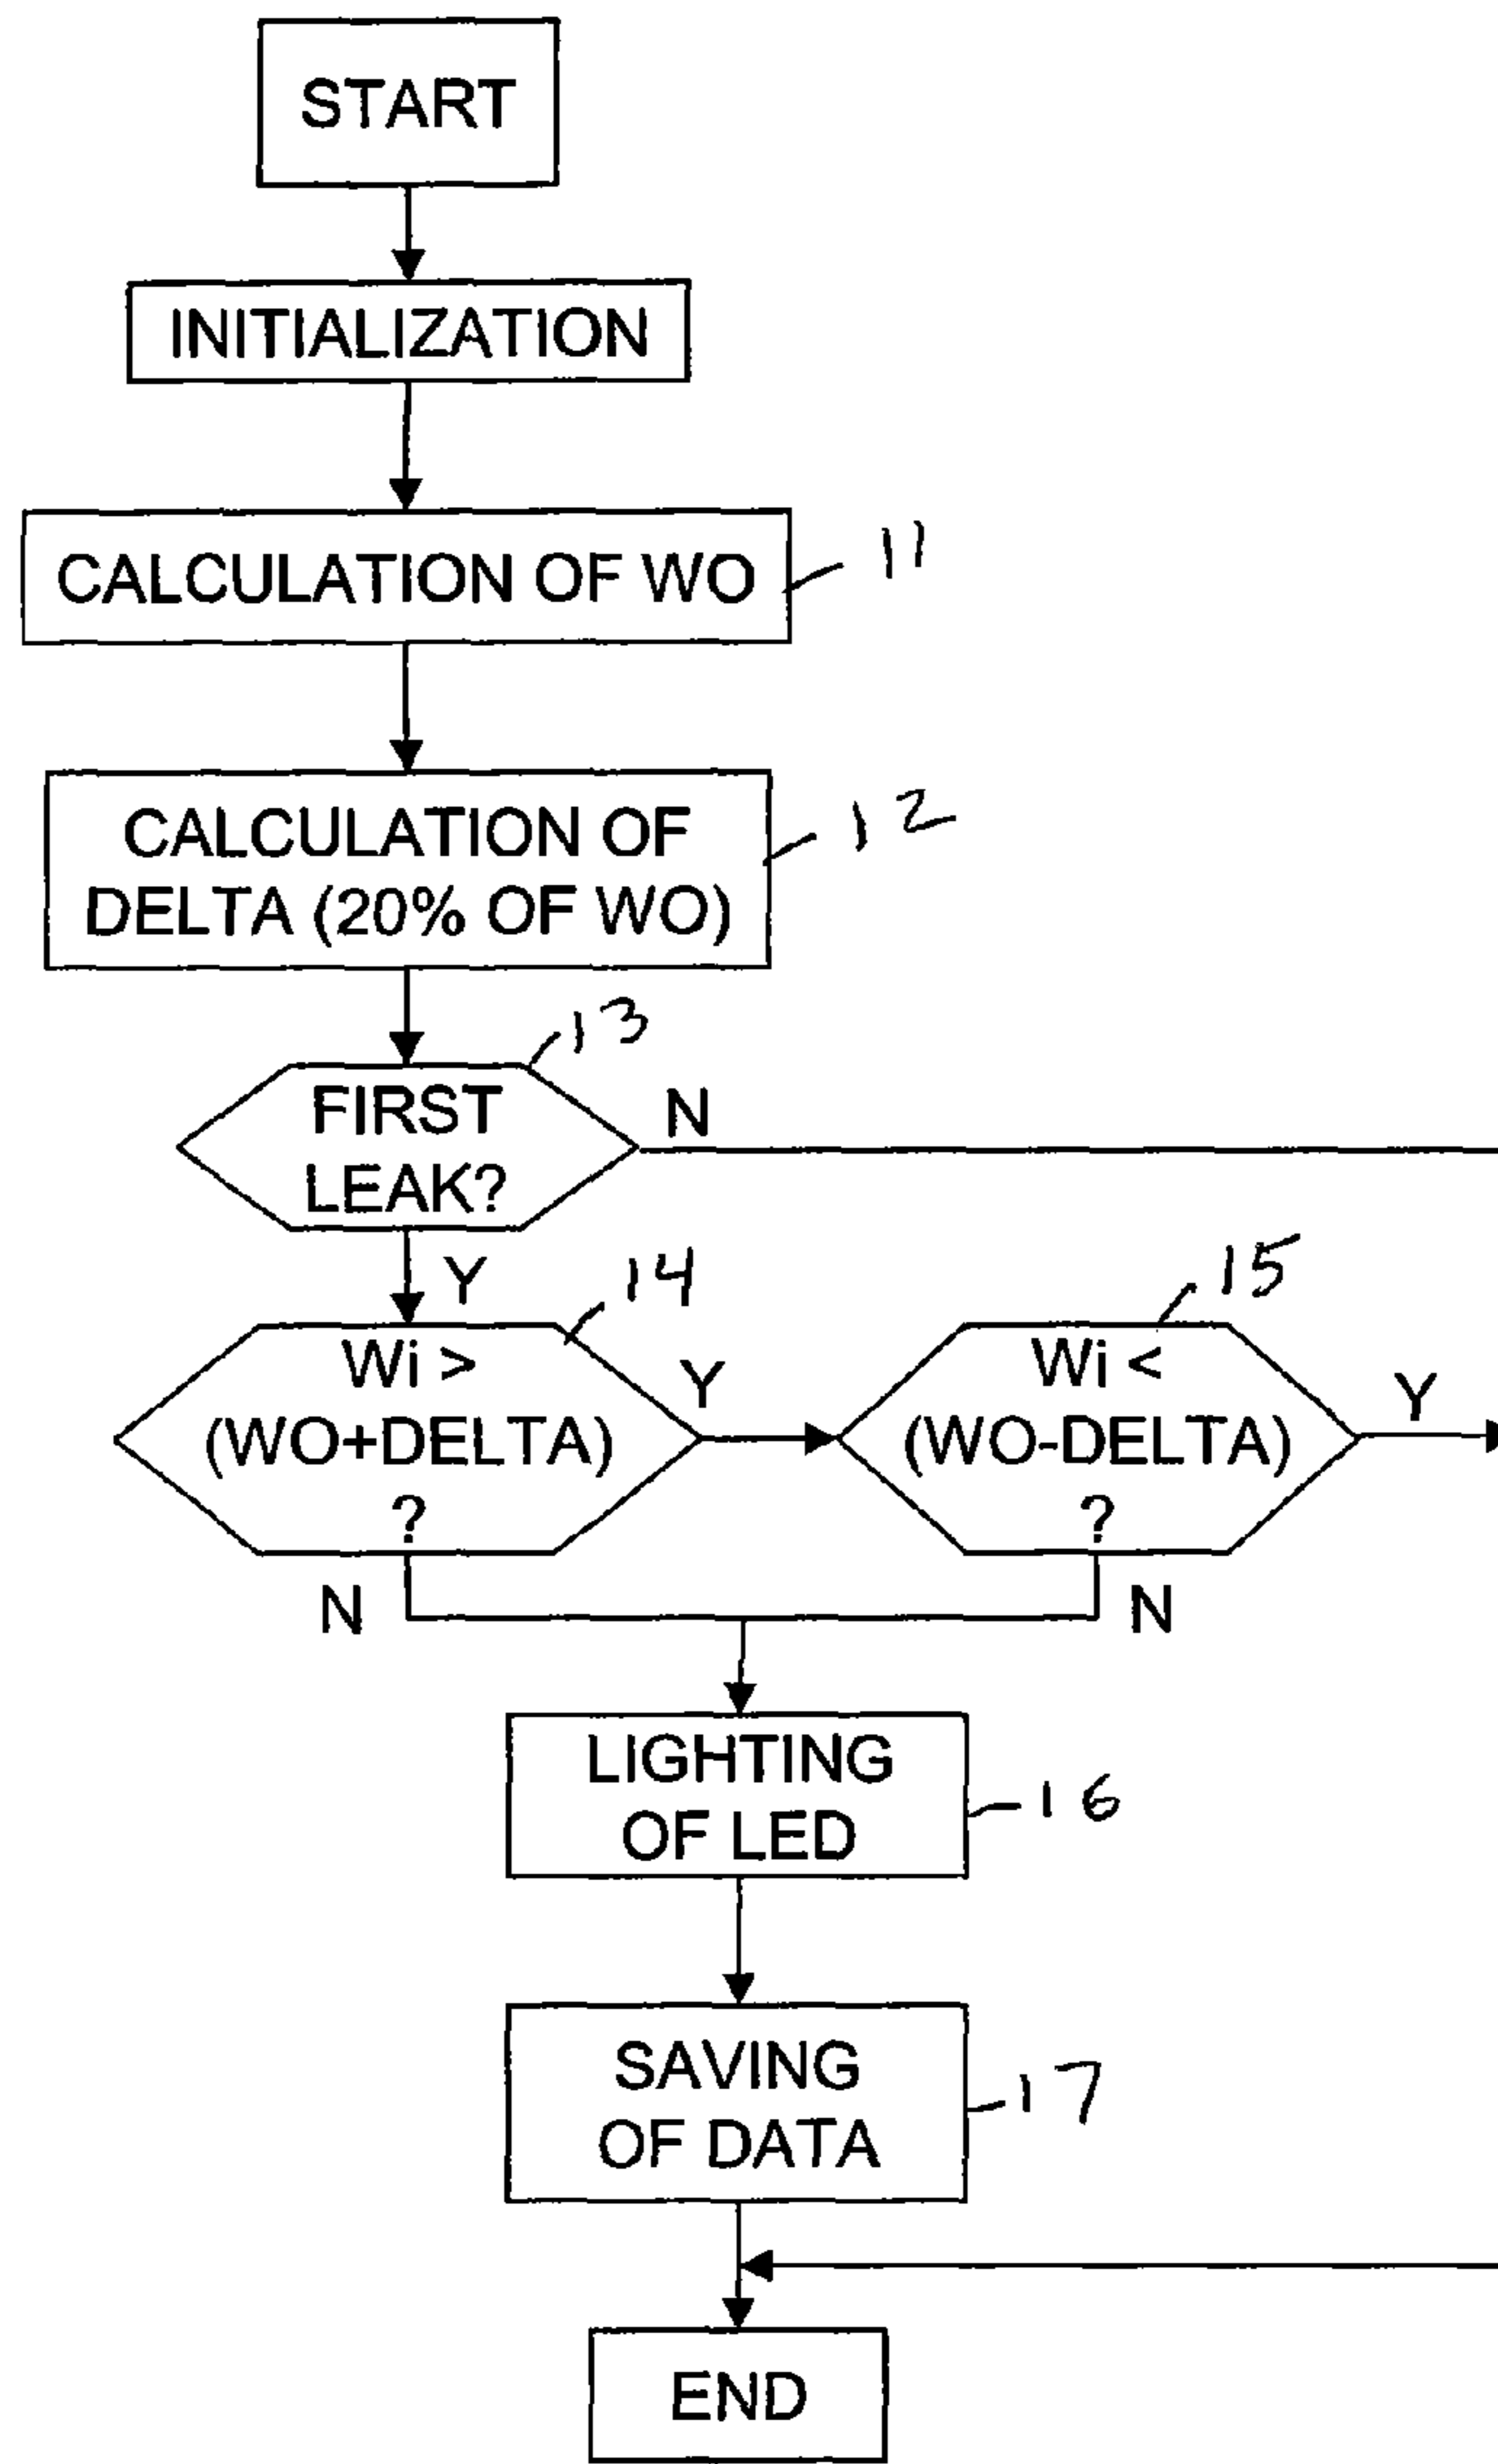 START
INITIALIZATION
CALCULATION OF WO
11
CALCULATION OF
DELTA (20% OF WO)
12
13
FIRST
LEAK?
N
Y
14
Wi >
(WO+DELTA)
?
Y
15
Wi <
(WO-DELTA)
?
Y
N
N
LIGHTING
OF LED
16
SAVING
OF DATA
17
END